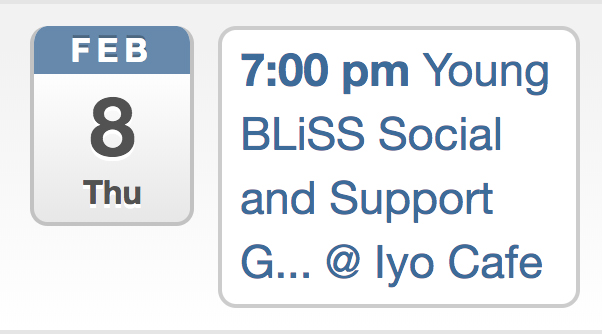 FEB
8
Thu
7:00 pm Young
BLiSS Social
and Support
G... @ Iyo Cafe